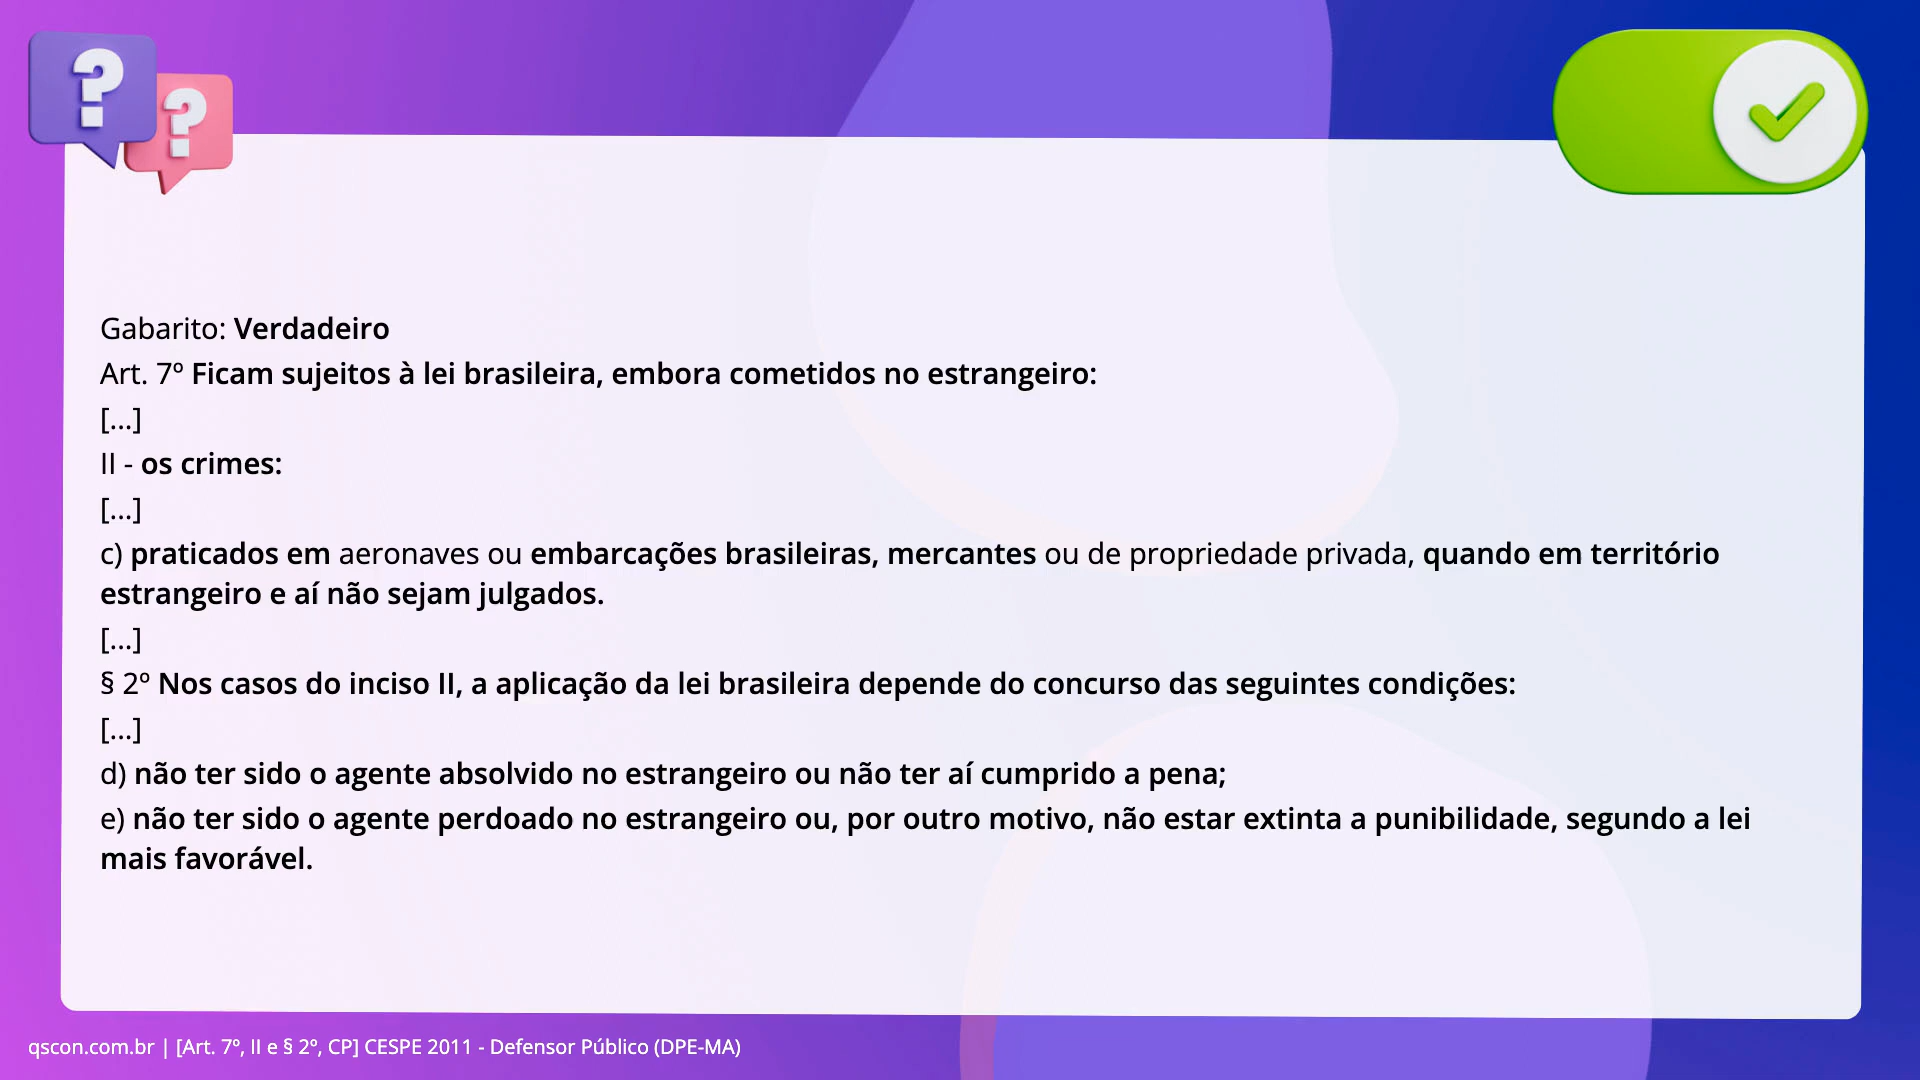 Gabarito: Verdadeiro
Art. 7º Ficam sujeitos à lei brasileira, embora cometidos no estrangeiro:
[...]
II - os crimes:
[...]
c) praticados em aeronaves ou embarcações brasileiras, mercantes ou de propriedade privada, quando em território
estrangeiro e aí não sejam julgados.
[...]
§ 2º Nos casos do inciso II, a aplicação da lei brasileira depende do concurso das seguintes condições:
[...]
d) não ter sido o agente absolvido no estrangeiro ou não ter aí cumprido a pena;
e) não ter sido o agente perdoado no estrangeiro ou, por outro motivo, não estar extinta a punibilidade, segundo a lei
mais favorável.
qscon.com.br | [Art. 7º, II e § 2º, CP] CESPE 2011 - Defensor Público (DPE-MA)